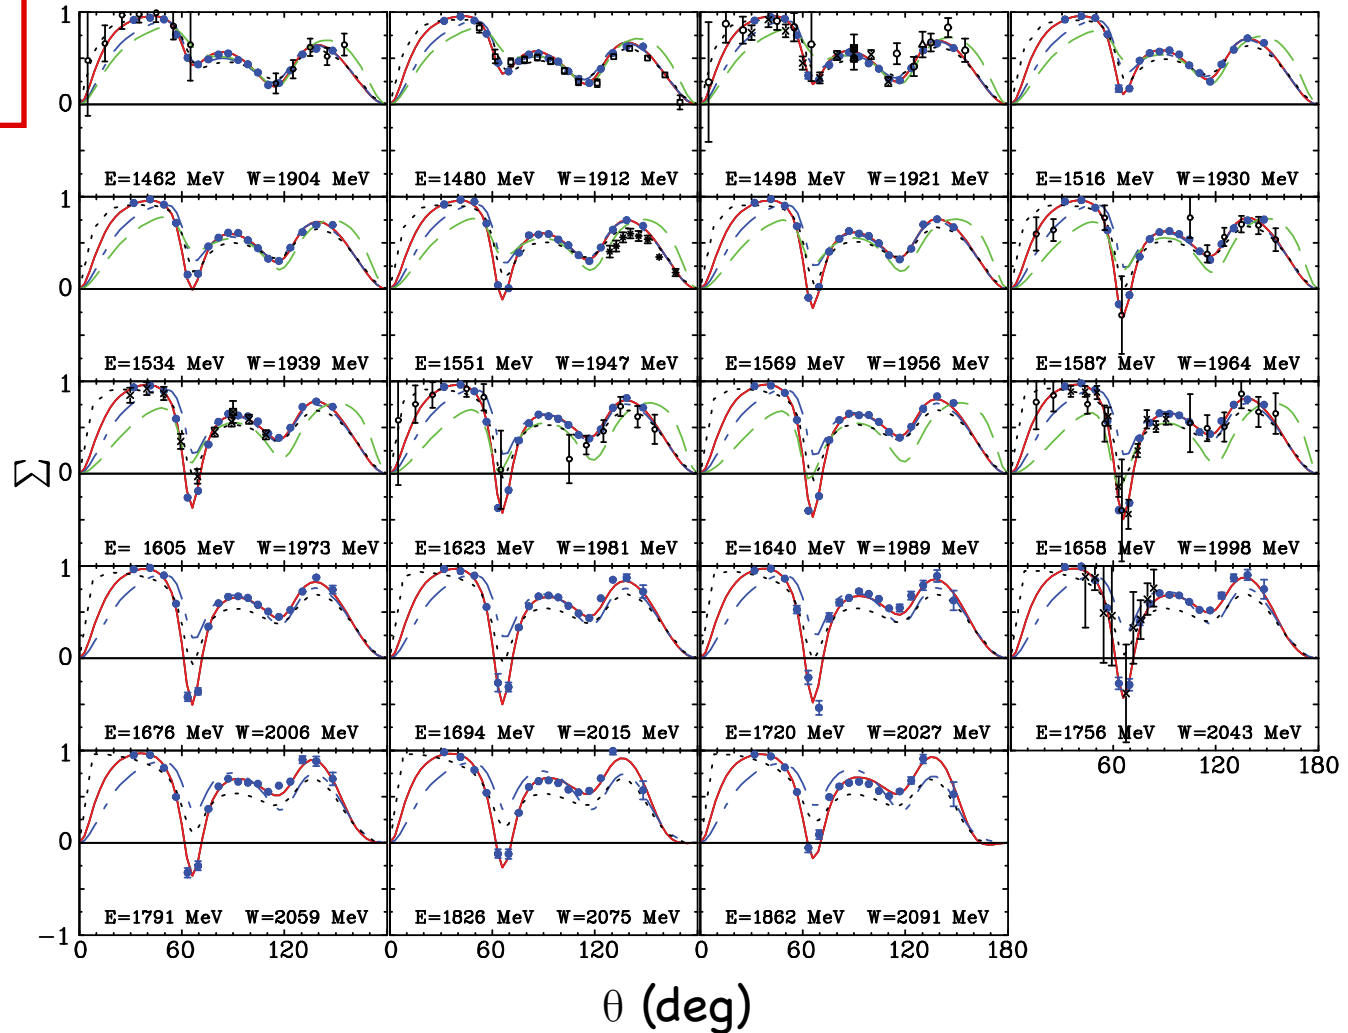 1
0
E=1462 MeV W=1904 MeV
E=1480 MeV W=1912 MeV
E=1498 MeV W=1921 MeV
E=1516 MeV W=1930 MeV
1
0
E=1534 MeV W=1939 MeV
E=1551 MeV W=1947 MeV
E=1569 MeV W=1956 MeV
E=1587 MeV W=1964 MeV
1
Σ
0
E= 1605 MeV W=1973 MeV
E=1623 MeV W=1981 MeV
E=1640 MeV W=1989 MeV
E=1658 MeV W=1998 MeV
1
0
E=1676 MeV W=2006 MeV
E=1694 MeV W=2015 MeV
E=1720 MeV W=2027 MeV
E=1756 MeV W=2043 MeV
60 120 180
1
0
E=1791 MeV W=2059 MeV
E=1826 MeV W=2075 MeV
E=1862 MeV W=2091 MeV
−1
0 60 120 0 60 120 0 60 120 180
θ (deg)